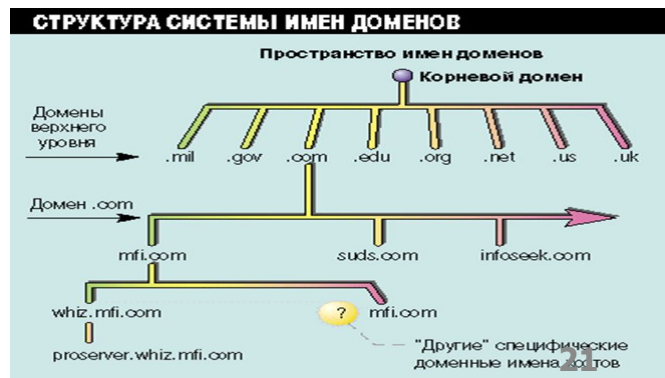 СТРУКТУРА СИСТЕМЫ ИМЕН ДОМЕНОВ
Пространство имен доменов
Корневой домен
Домены
верхнего
уровня
.mil .gov .com .edu .org .net .us .uk
Домен .com
mfi.com suds.com infoseek.com
whiz.mfi.com ? mfi.com
proserver.whiz.mfi.com
"Другие" специфические
доменные имена хостов
21